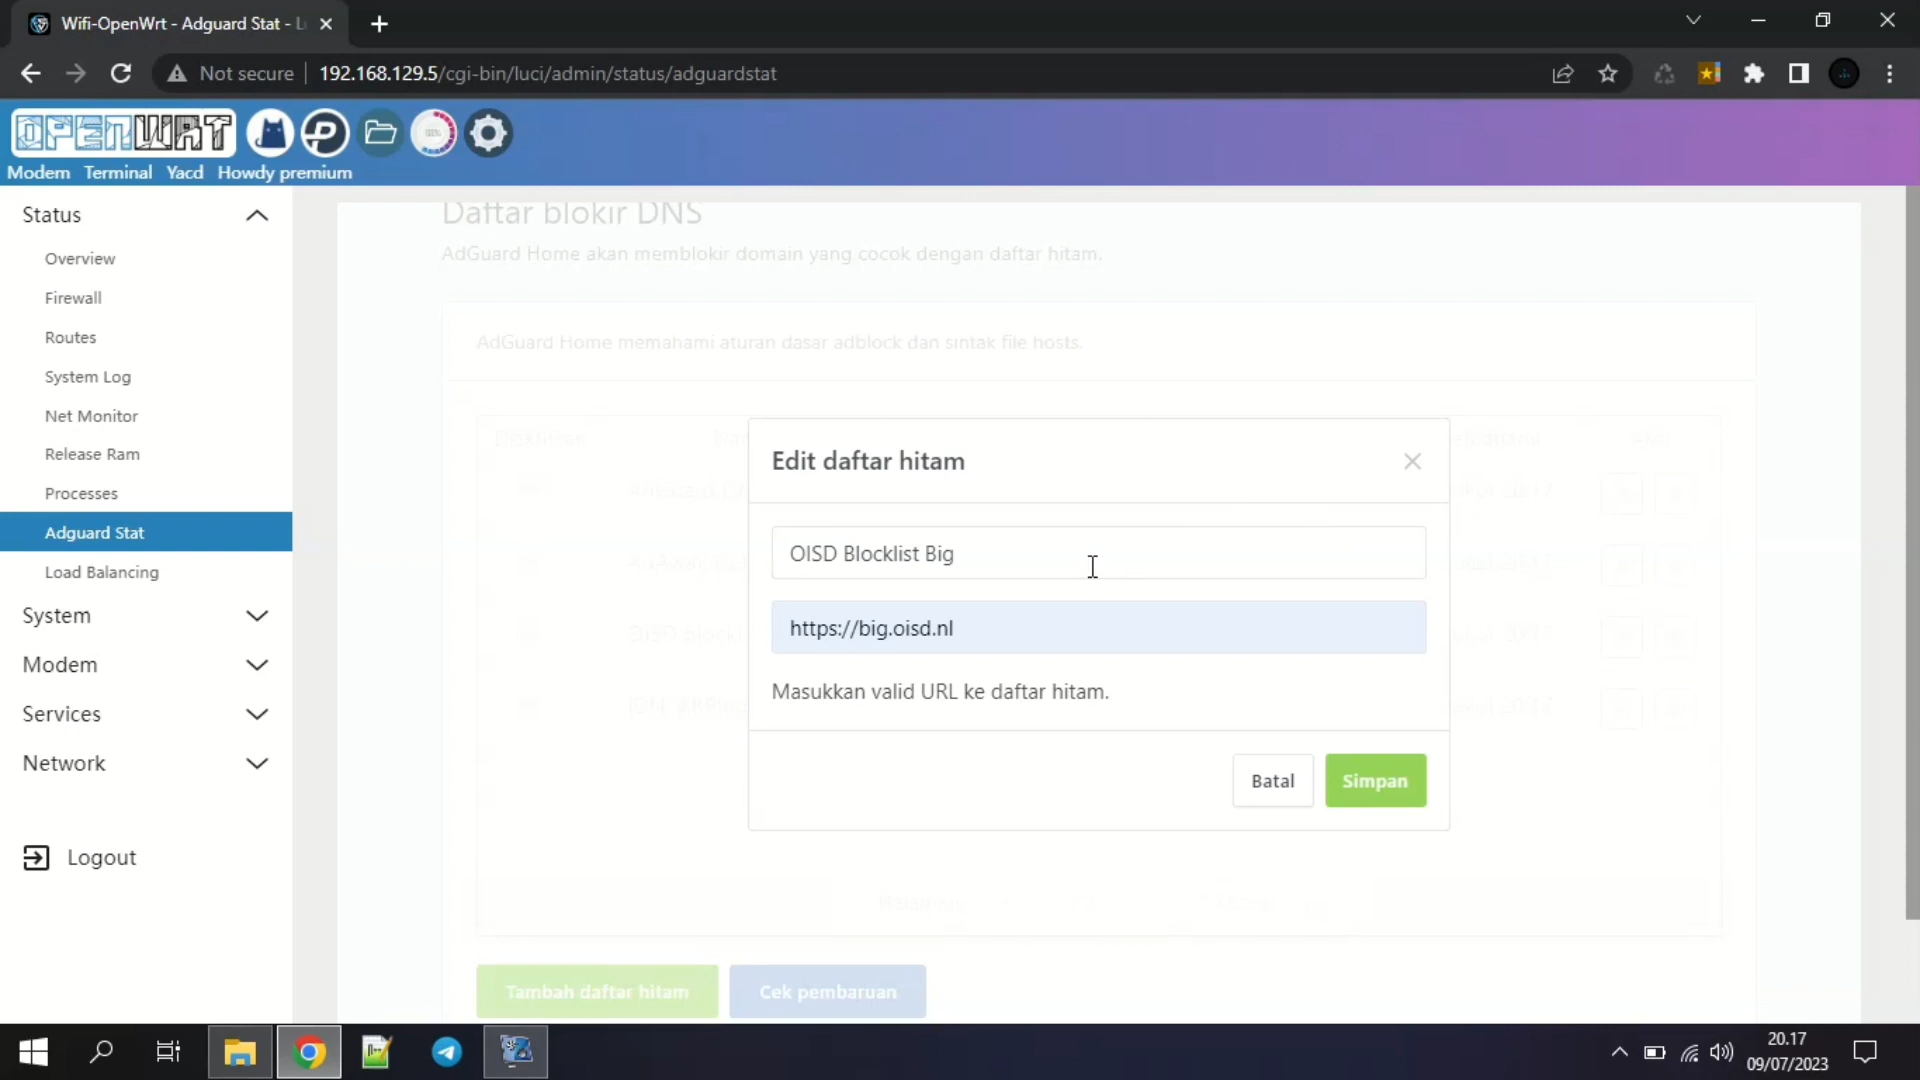 Wifi-OpenWrt - Adguard Stat - L
Not secure
192.168.129.5/cgi-bin/luci/admin/status/adguardstat
OPENWRT
Modem Terminal Yacd Howdy premium
Status
Overview
Firewall
Routes
System Log
Net Monitor
Release Ram
Processes
Adguard Stat
Load Balancing
System
Modem
Services
Network
Logout
Daftar blokir DNS
AdGuard Home akan memblokir domain yang cocok dengan daftar hitam.
AdGuard Home memahami aturan dasar adblock dan sintak file hosts.
Edit daftar hitam
OISD Blocklist Big
https://big.oisd.nl
Masukkan valid URL ke daftar hitam.
Batal
Simpan
Tambah daftar hitam
Cek pembaruan
20.17
09/07/2023